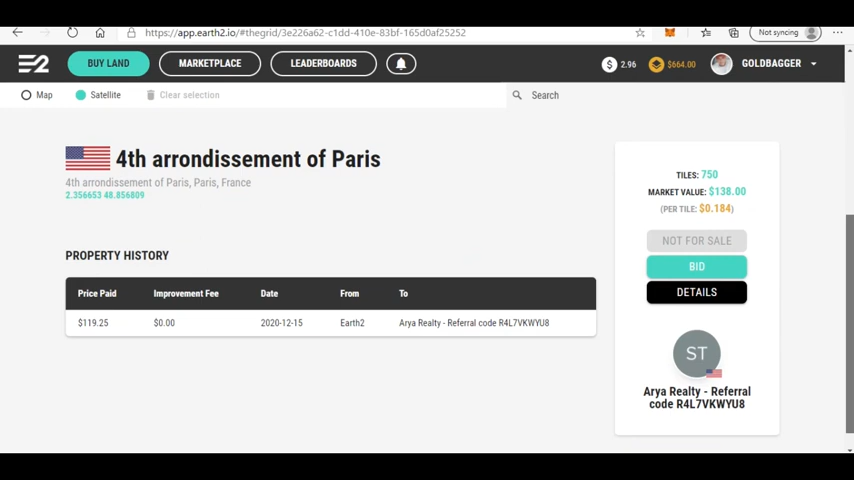 https://app.earth2.io/#thegrid/3e226a62-c1dd-410e-83bf-165d0af25252
Not syncing
E2
BUY LAND
MARKETPLACE
LEADERBOARDS
$ 2.96
$664.00
GOLDBAGGER
Map
Satellite
Clear selection
Search
4th arrondissement of Paris
4th arrondissement of Paris, Paris, France
2.356653 48.856809
PROPERTY HISTORY
Price Paid Improvement Fee Date From To
$119.25 $0.00 2020-12-15 Earth2 Arya Realty - Referral code R4L7VKWYU8
TILES: 750
MARKET VALUE: $138.00
(PER TILE: $0.184)
NOT FOR SALE
BID
DETAILS
ST
Arya Realty - Referral
code R4L7VKWYU8